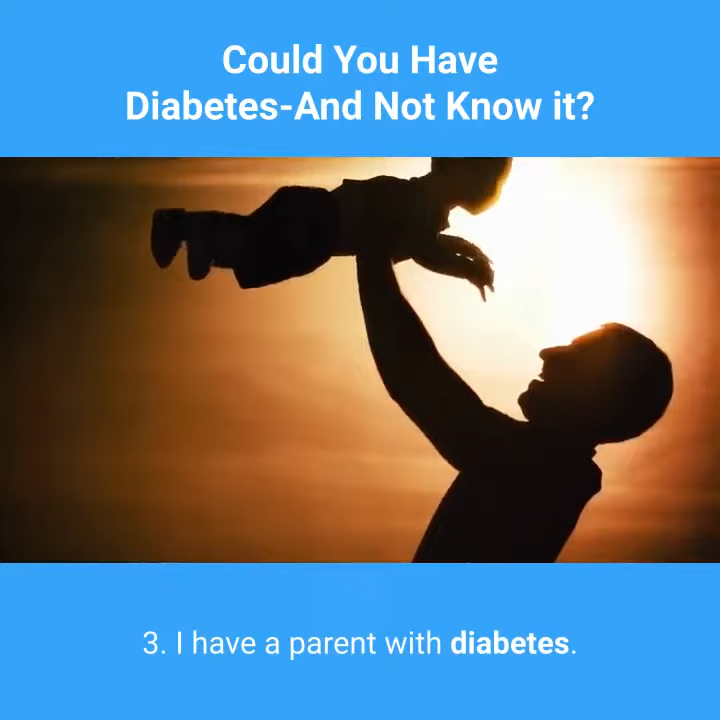 Could You Have
Diabetes-And Not Know it?
3. I have a parent with diabetes.